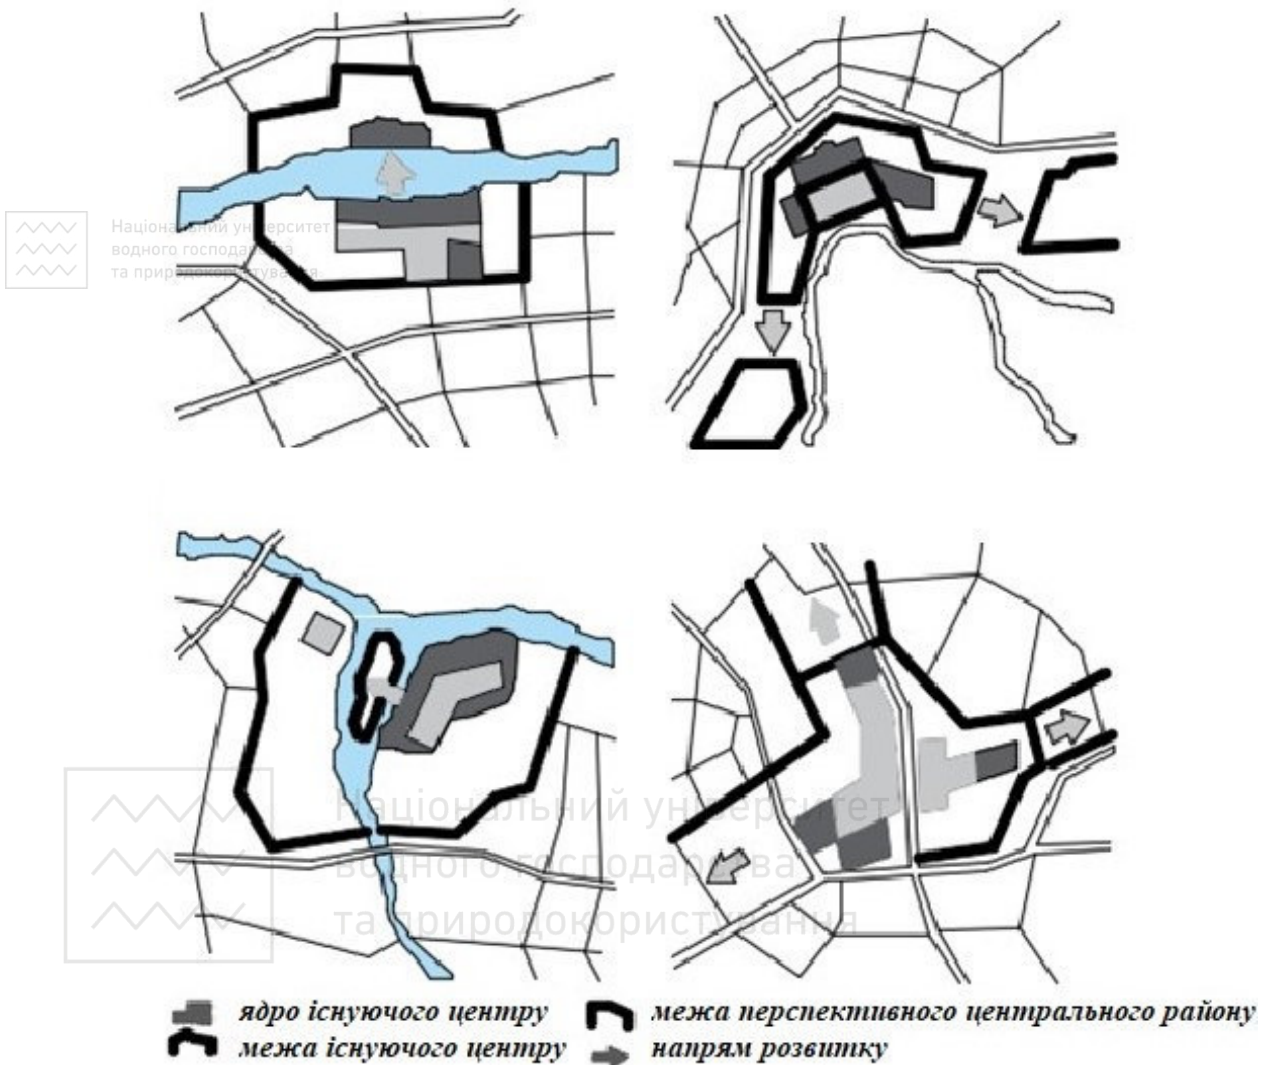 Національний університет
водного господарства
та природокористування
Національний університет
водного господарства
та природокористування
ядро існуючого центру
межа перспективного центрального району
межа існуючого центру
напрям розвитку